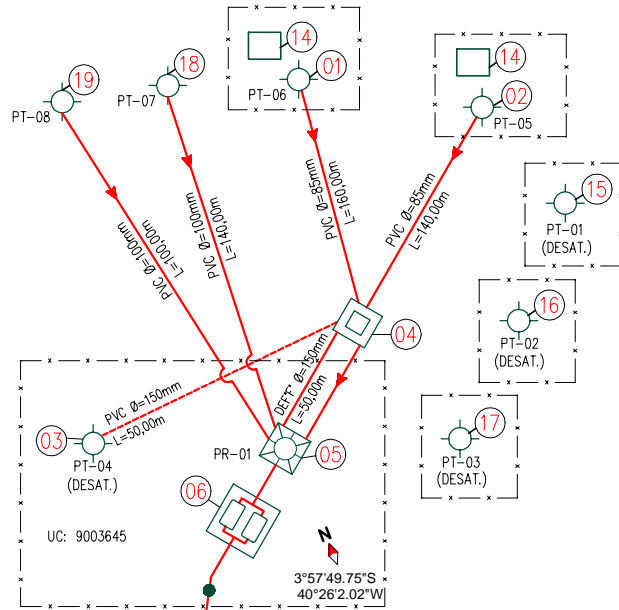 19
18
14
01
14
02
PT-08
PT-07
PT-06
PT-05
PVC Ø=100mm
L=100,00m
PVC Ø=100mm
L=140,00m
PVC Ø=85mm
L=160,00m
PVC Ø=85mm
L=140.00m
15
PT-01
(DESAT.)
16
PT-02
(DESAT.)
04
DEF°F° Ø=150mm
L=50,00m
PVC Ø=150mm
L=50,00m
03
PT-04
(DESAT.)
PR-01
05
17
PT-03
(DESAT.)
06
UC: 9003645
N
3°57'49.75"S
40°26'2.02"W